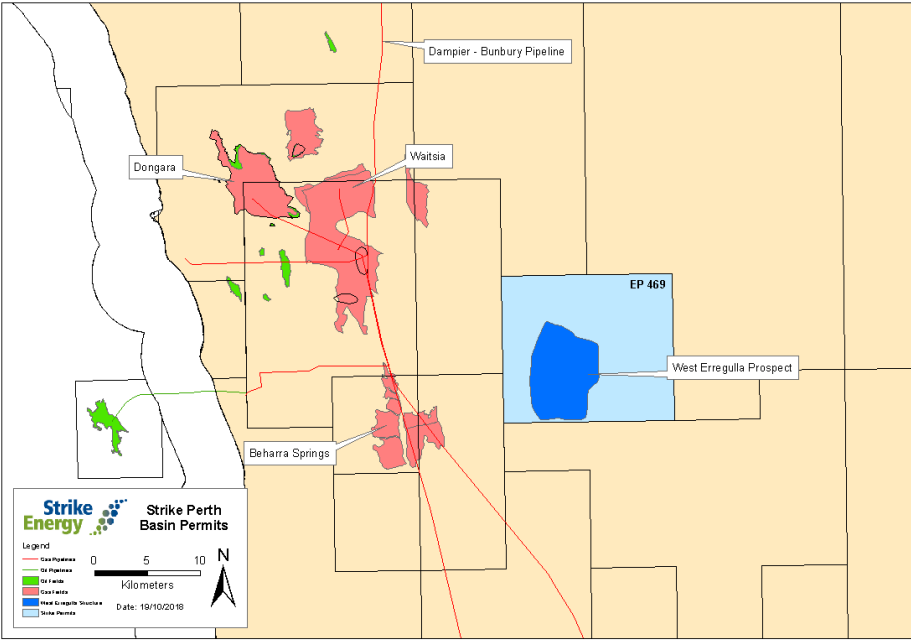 Dampier - Bunbury Pipeline
Waitsia
Dongara
EP 469
West Erregulla Prospect
Beharra Springs
Strike
Energy
Strike Perth
Basin Permits
Legend
Gas Pipelines
Oil Pipelines
Oil Fields
Gas Fields
West Erregulla Structure
Strike Permits
0 5 10
Kilometers
N
Date: 19/10/2018